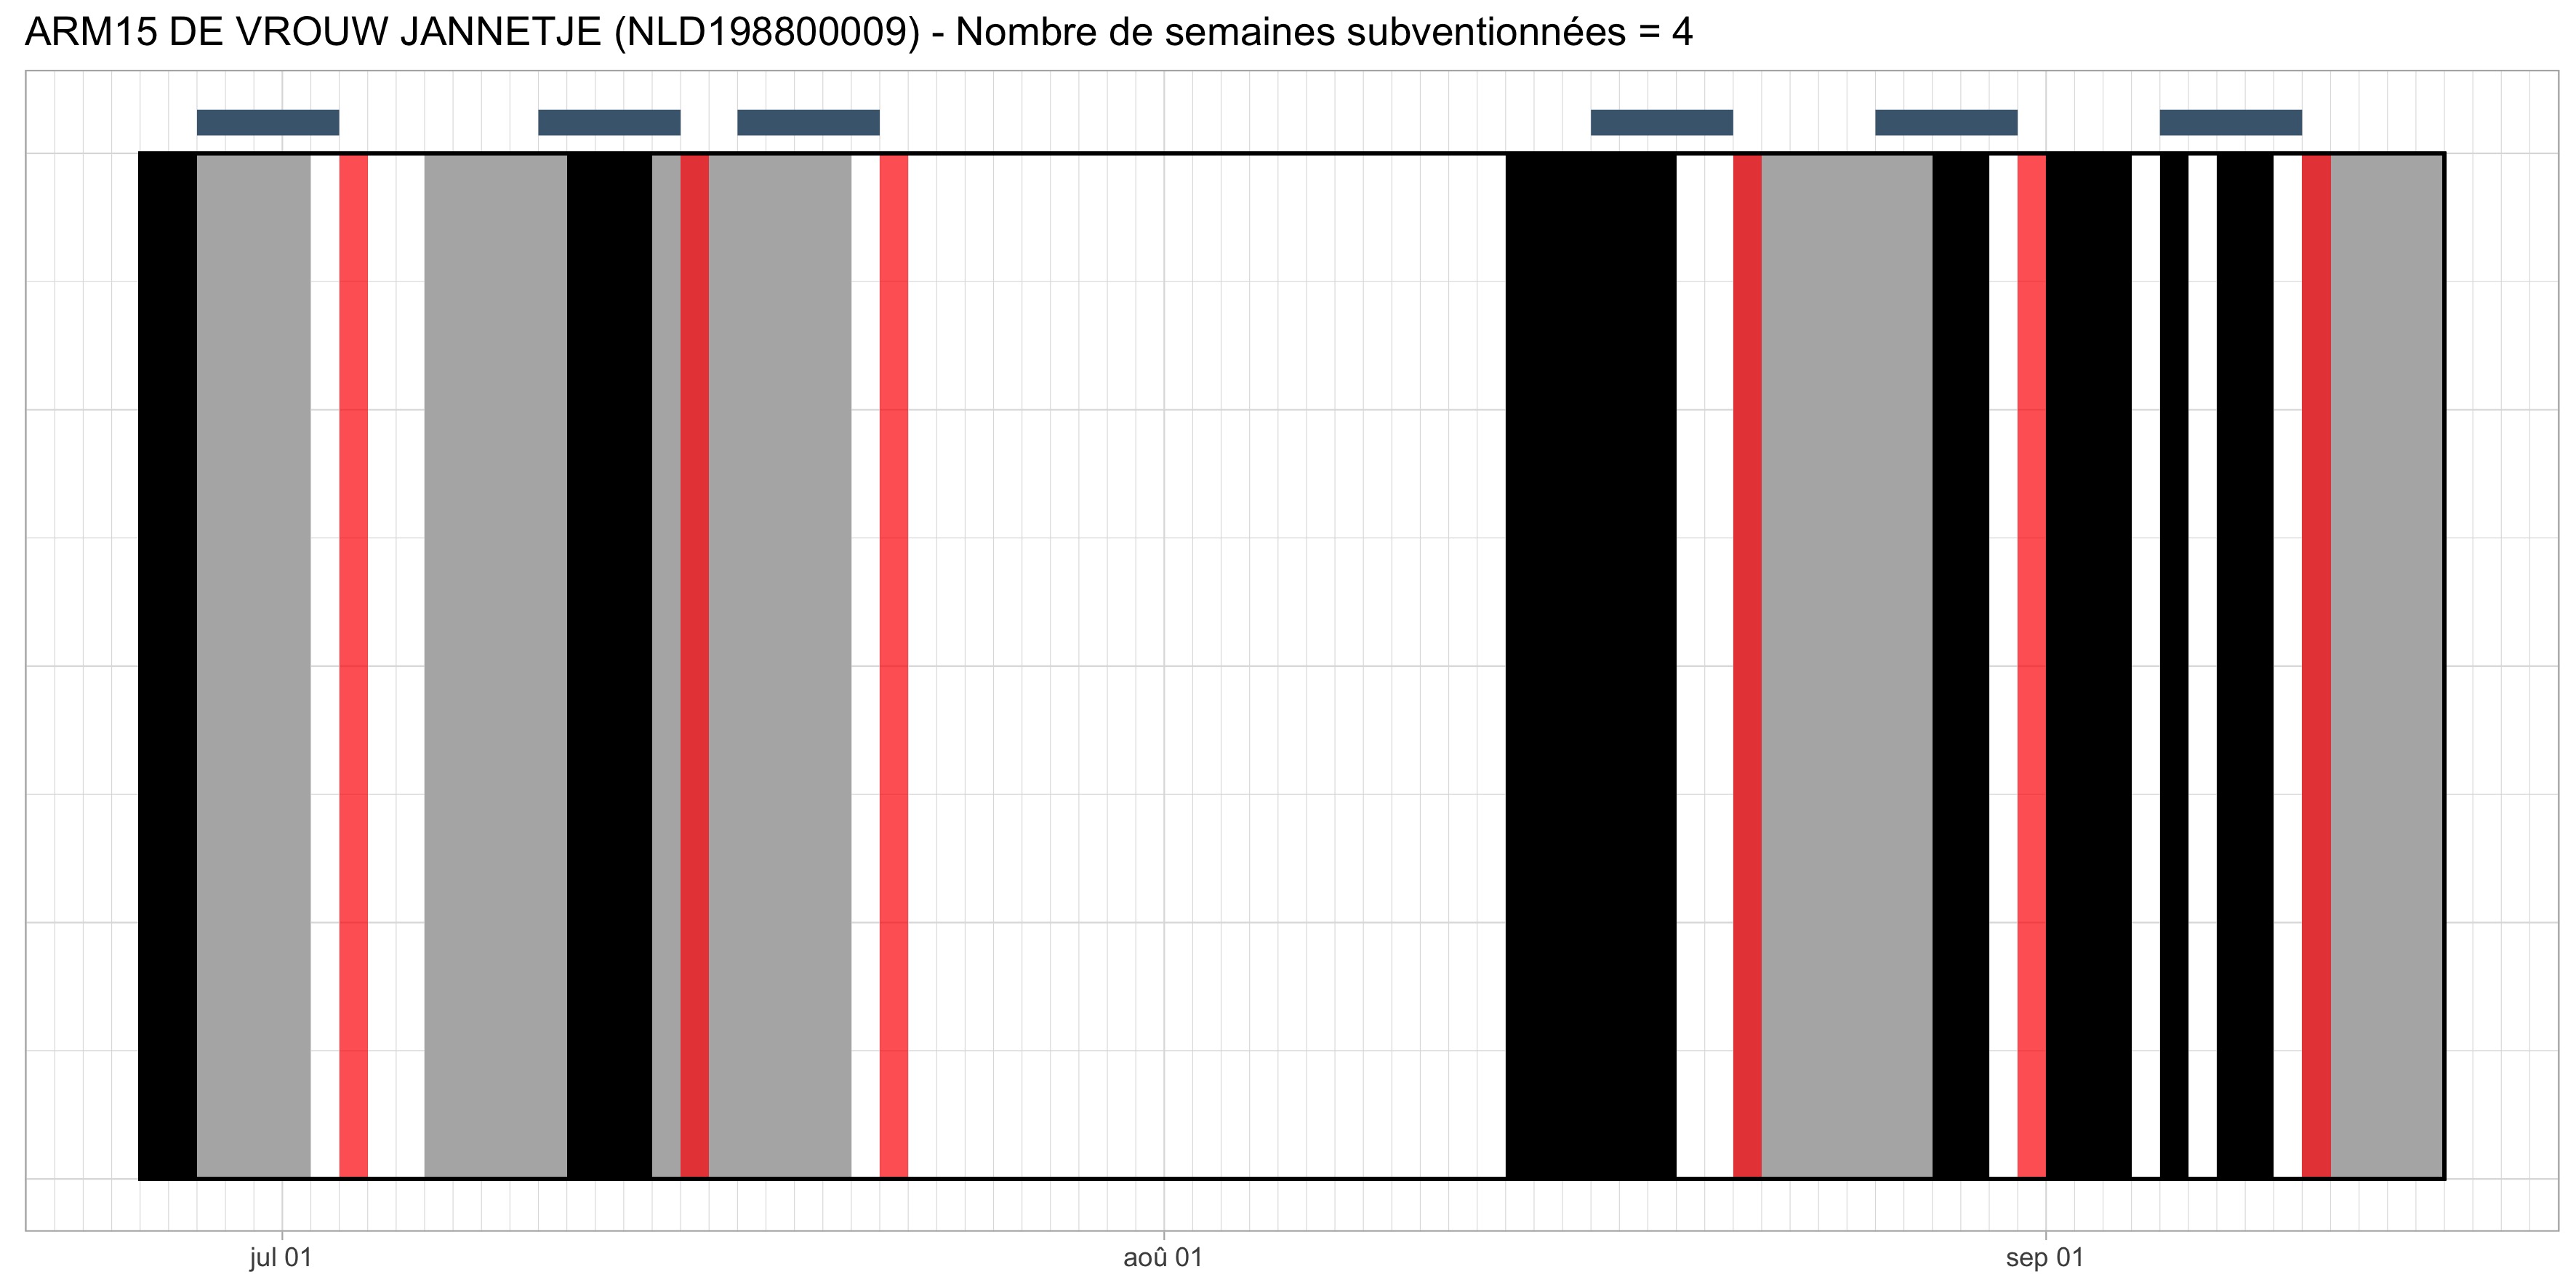 ARM15 DE VROUW JANNETJE (NLD198800009) - Nombre de semaines subventionnées = 4
jul 01 aoû 01 sep 01